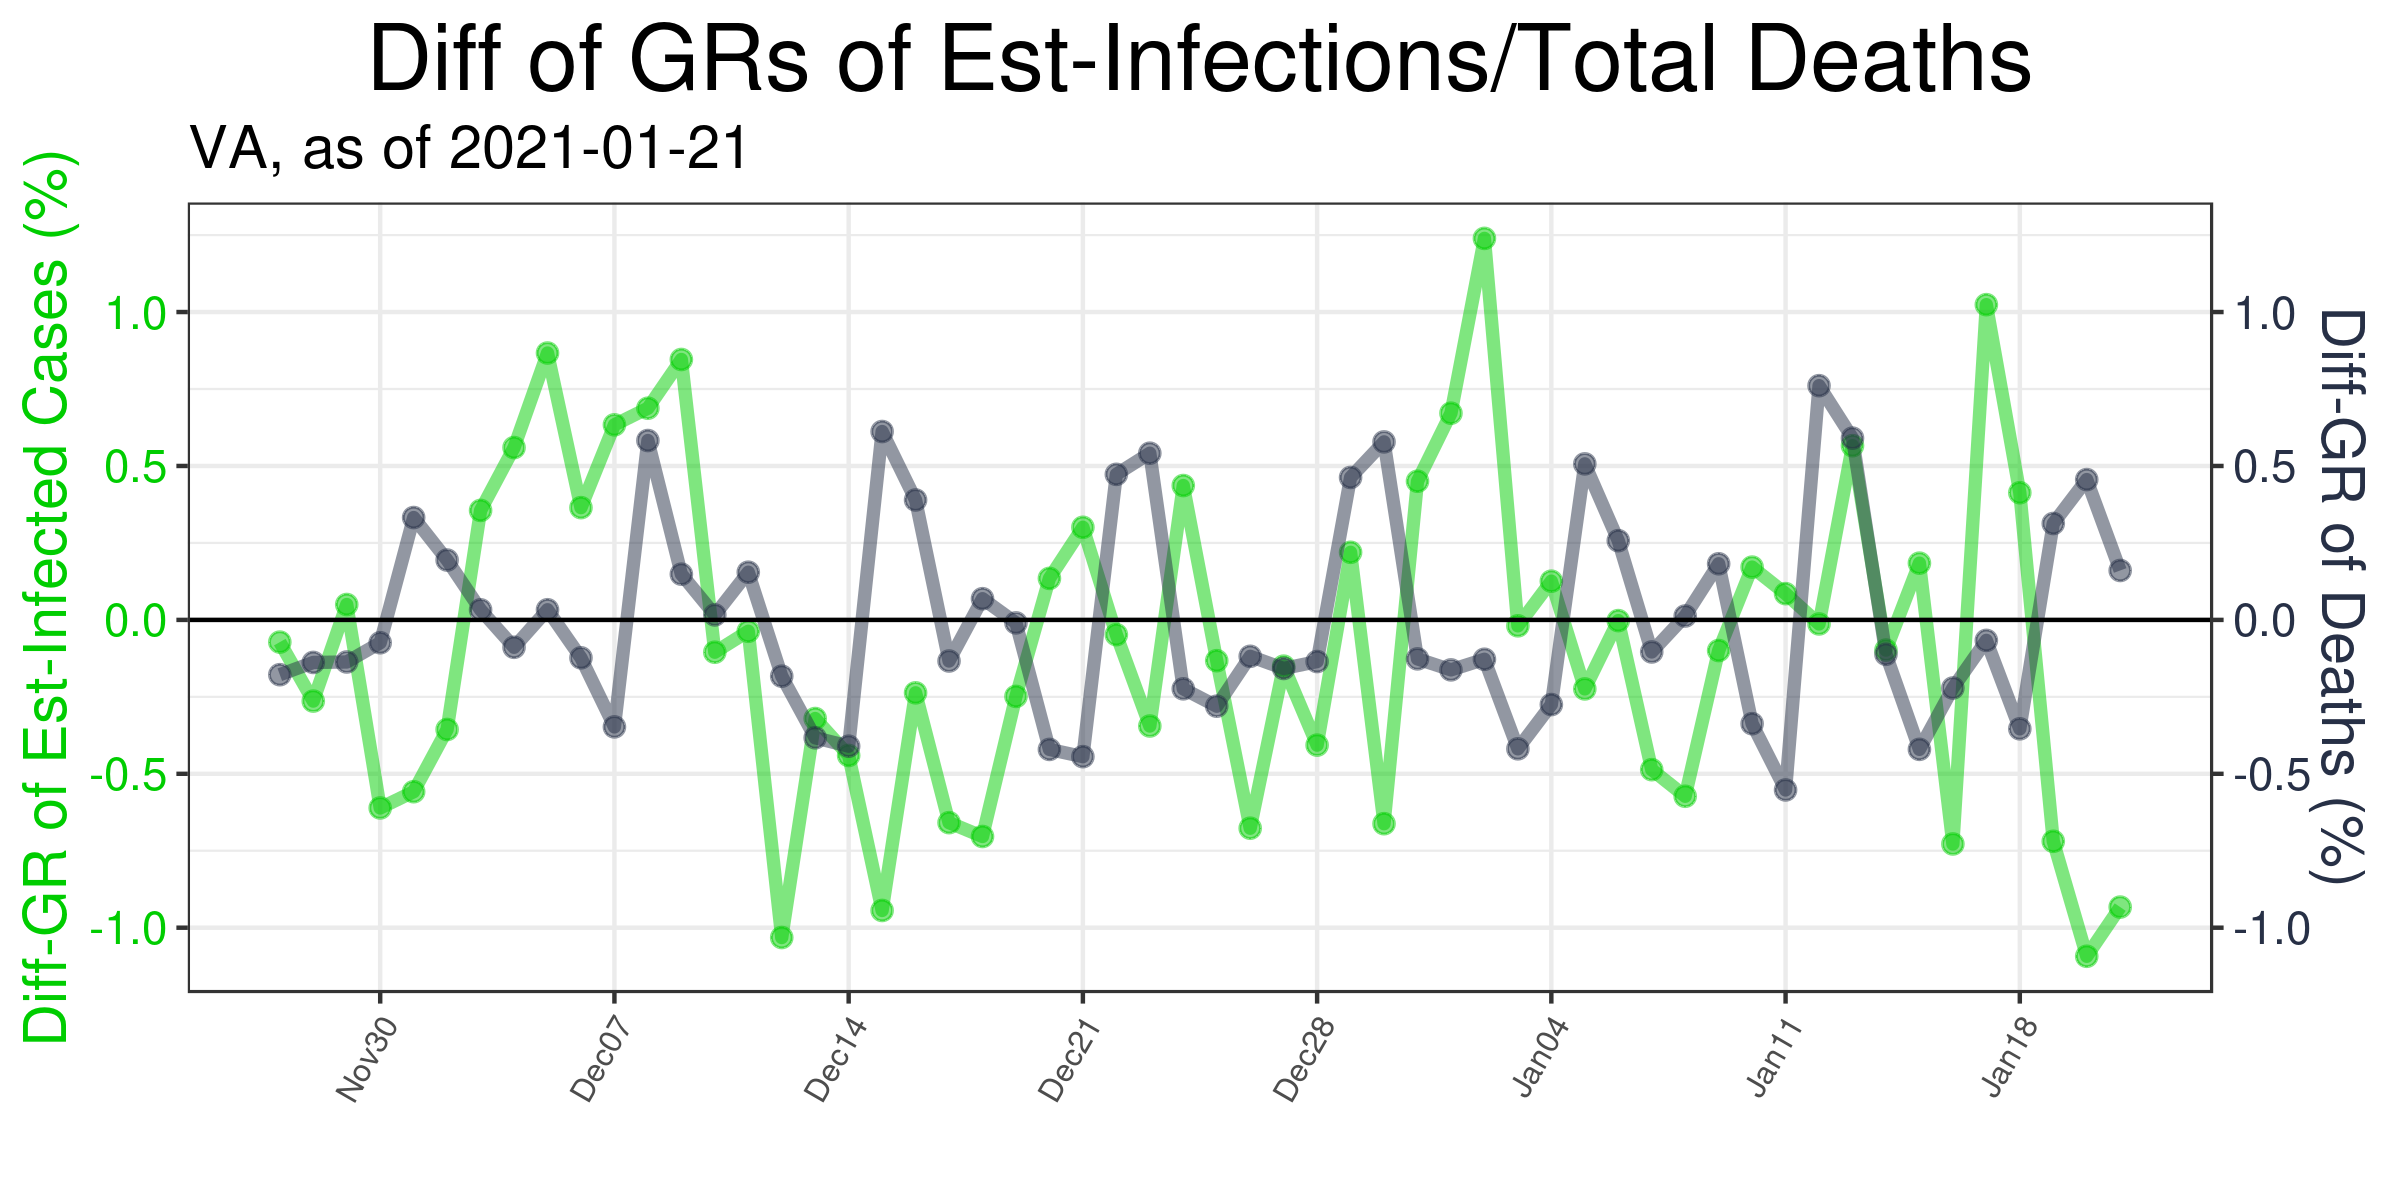 Diff of GRs of Est-Infections/Total Deaths
VA, as of 2021-01-21
Diff-GR of Est-Infected Cases (%)
1.0
0.5
0.0
-0.5
-1.0
1.0
0.5
0.0
-0.5
-1.0
Diff-GR of Deaths (%)
Nov30
Dec07
Dec14
Dec21
Dec28
Jan04
Jan11
Jan18